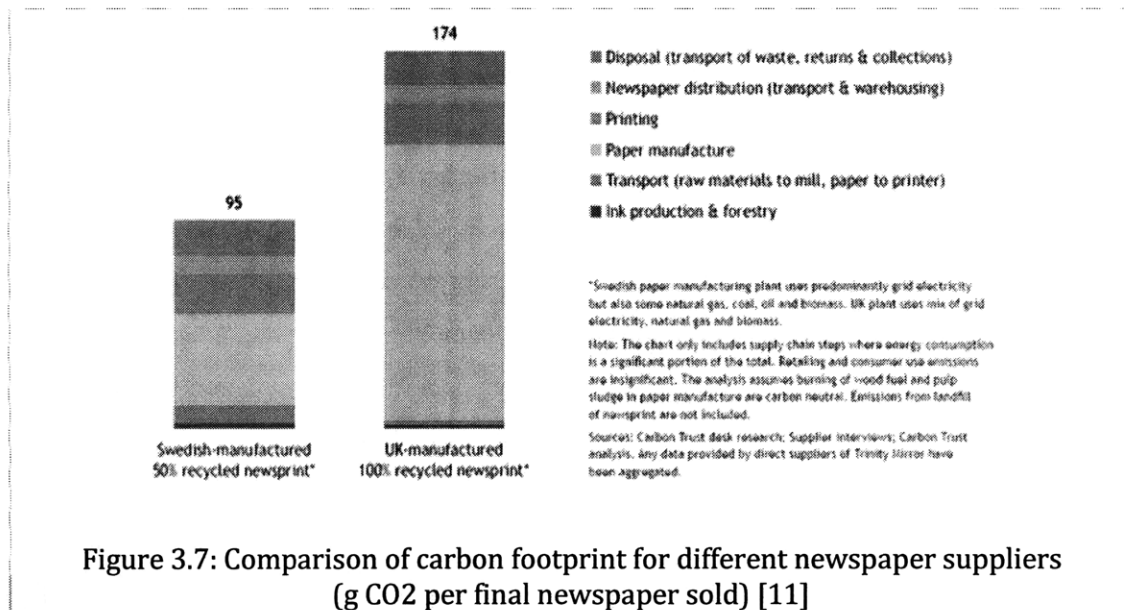 174
95
Disposal (transport of waste, returns & collections)
Newspaper distribution (transport & warehousing)
Printing
Paper manufacture
Transport (raw materials to mill, paper to printer)
Ink production & forestry
*Swedish paper manufacturing plant uses predominantly grid electricity
but also some natural gas, coal, oil and biomass. UK plant uses mix of grid
electricity, natural gas and biomass.
Note: The chart only includes supply chain steps where energy consumption
is a significant portion of the total. Retailing and consumer use emissions
are insignificant. The analysis assumes burning of wood fuel and pulp
sludge in paper manufacture are carbon neutral. Emissions from landfill
of newsprint are not included.
Sources: Carbon Trust desk research; Supplier interviews; Carbon Trust
analysis. Any data provided by direct suppliers of Trinity Mirror have
been aggregated.
Swedish-manufactured
50% recycled newsprint*
UK-manufactured
100% recycled newsprint*
Figure 3.7: Comparison of carbon footprint for different newspaper suppliers
(g CO2 per final newspaper sold) [11]